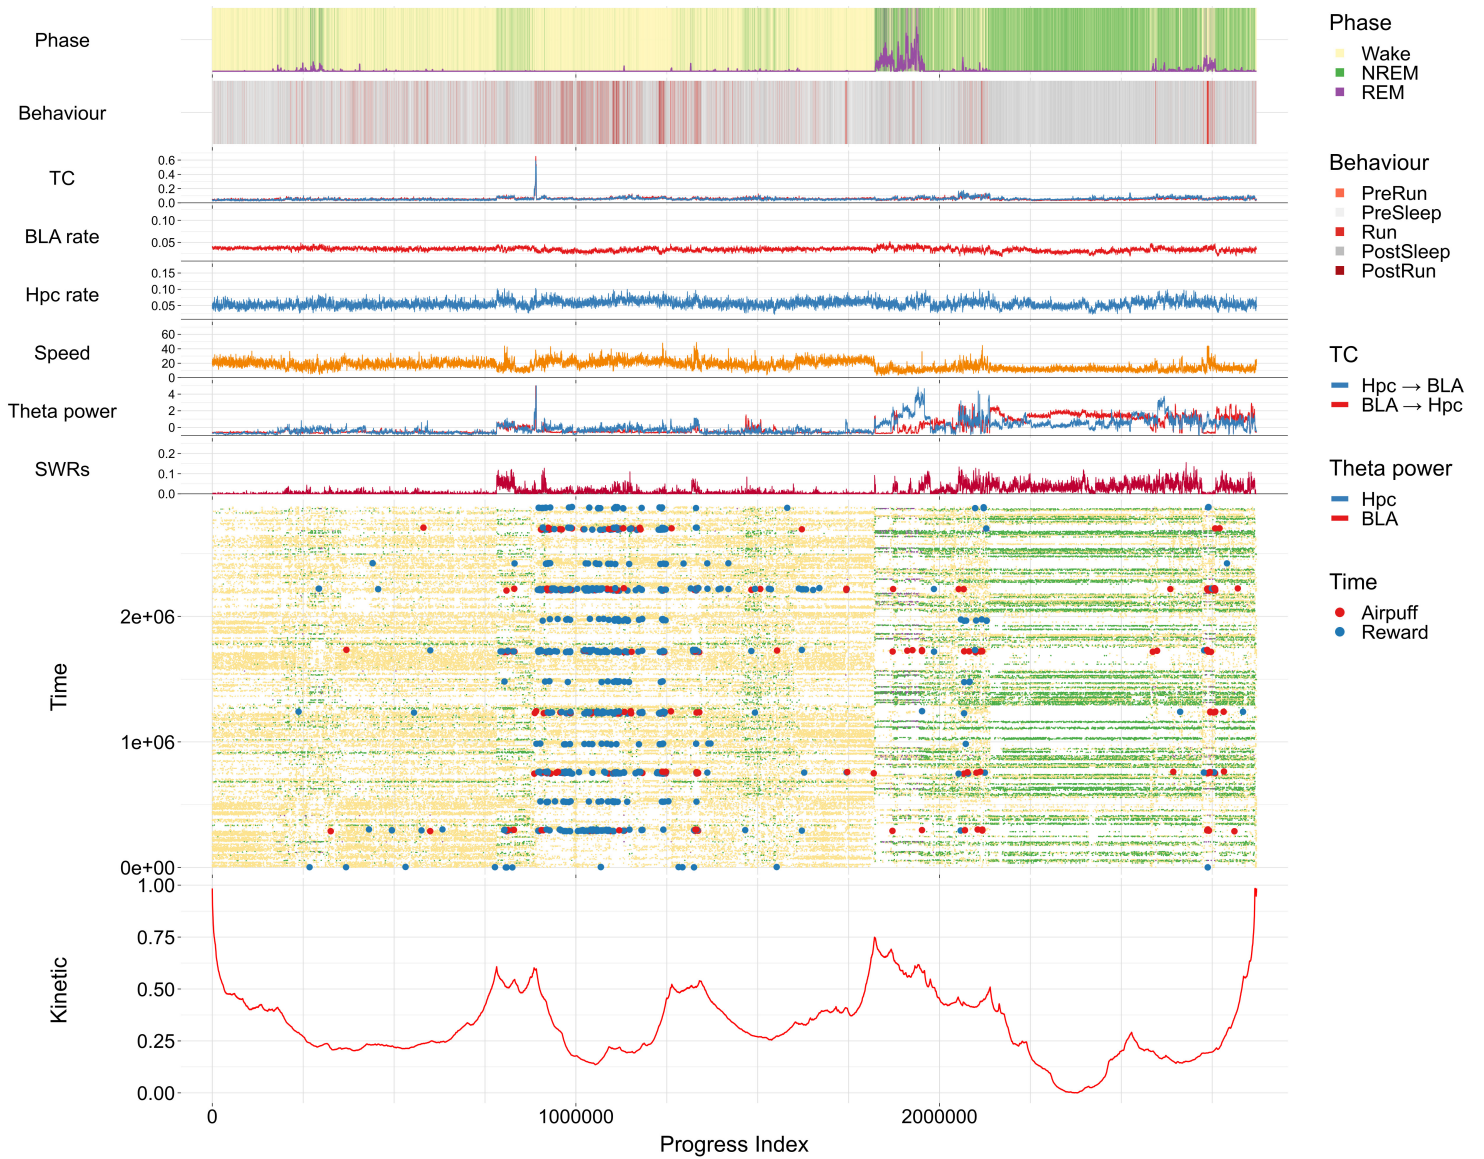 Phase
Behaviour
TC
0.6
0.4
0.2
0.0
BLA rate
0.10
0.05
Hpc rate
0.15
0.10
0.05
Speed
60
40
20
0
Theta power
4
2
0
SWRs
0.2
0.1
0.0
Time
2e+06
1e+06
0e+00
Kinetic
1.00
0.75
0.50
0.25
0.00
0
1000000
2000000
Progress Index
Phase
Wake
NREM
REM
Behaviour
PreRun
PreSleep
Run
PostSleep
PostRun
TC
Hpc → BLA
BLA → Hpc
Theta power
Hpc
BLA
Time
Airpuff
Reward